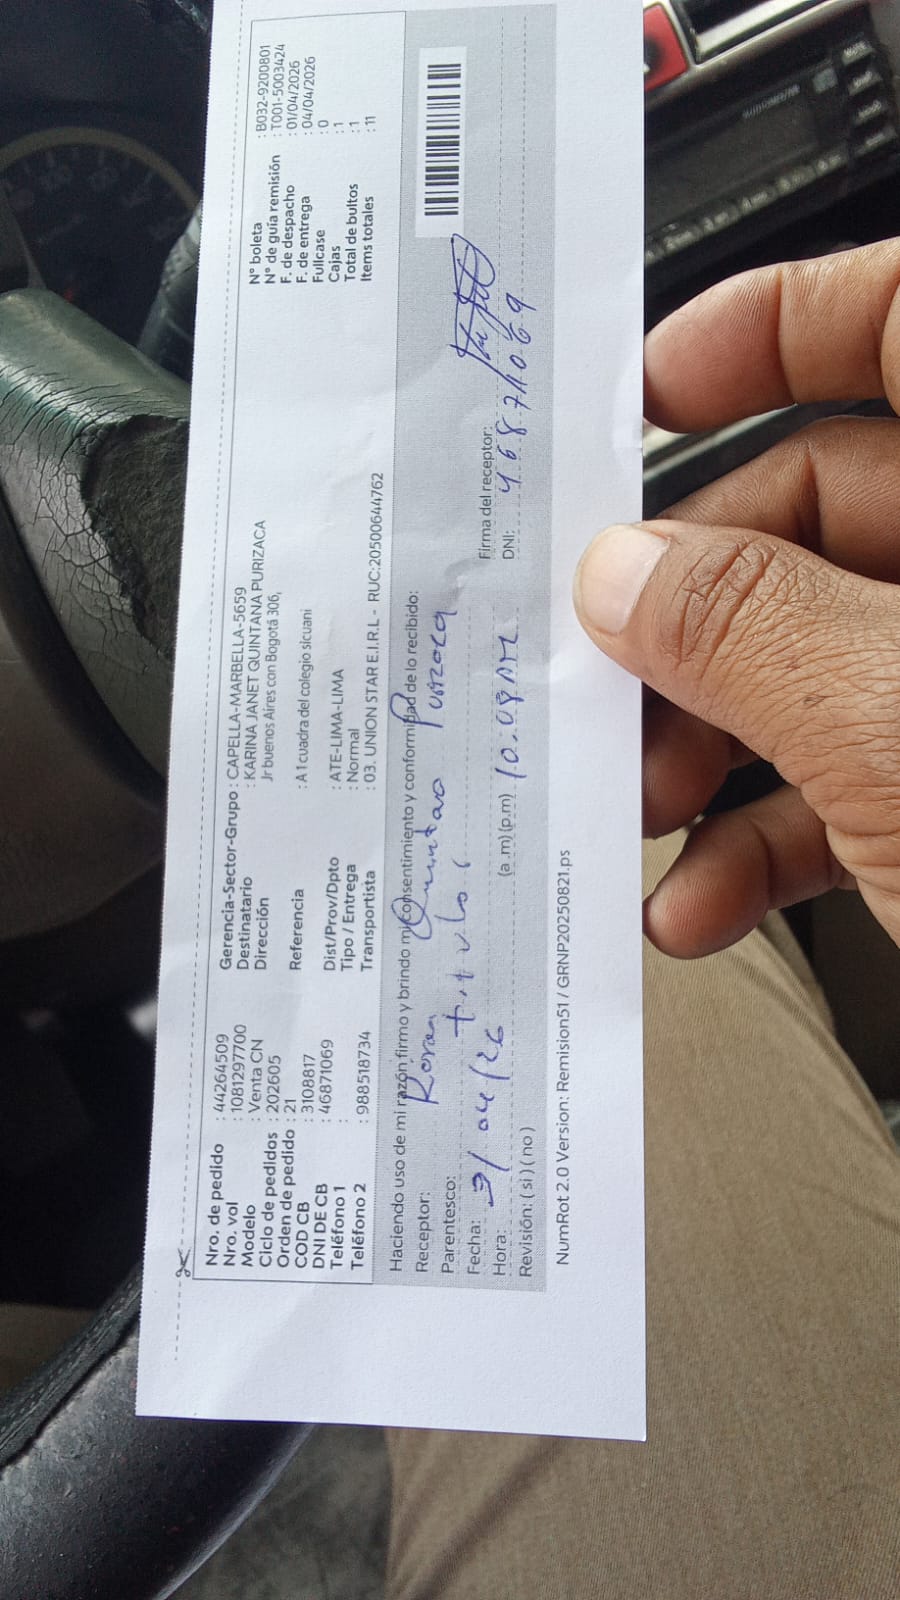 Nro. de pedido : 44264509
Nro. vol : 1081297700
Modelo : Venta CN
Ciclo de pedidos : 202605
Orden de pedido : 21
COD CB : 3108817
DNI DE CB : 46871069
Teléfono 1 :
Teléfono 2 : 988518734
Gerencia-Sector-Grupo : CAPELLA-MARBELLA-5659
Destinatario : KARINA JANET QUINTANA PURIZACA
Dirección Jr buenos Aires con Bogotá 306,
Referencia : A 1 cuadra del colegio sicuani
Dist/Prov/Dpto : ATE-LIMA-LIMA
Tipo / Entrega : Normal
Transportista : 03. UNION STAR E.I.R.L - RUC:20500644762
N° boleta : B032-9200801
N° de guía remisión : T001-5003424
F. de despacho : 01/04/2026
F. de entrega : 04/04/2026
Fullcase : 0
Cajas : 1
Total de bultos : 1
Items totales : 11
Haciendo uso de mi razón firmo y brindo mi consentimiento y conformidad de lo recibido:
Receptor: Quintana
Parentesco:
Fecha: 3/04/26
Firma del receptor:
Hora: (a m)(p.m) 10:08 AM
DNI: 46871069
Revisión: ( si ) ( no )
NumRot 2.0 Version: Remision51 / GRNP20250821.ps